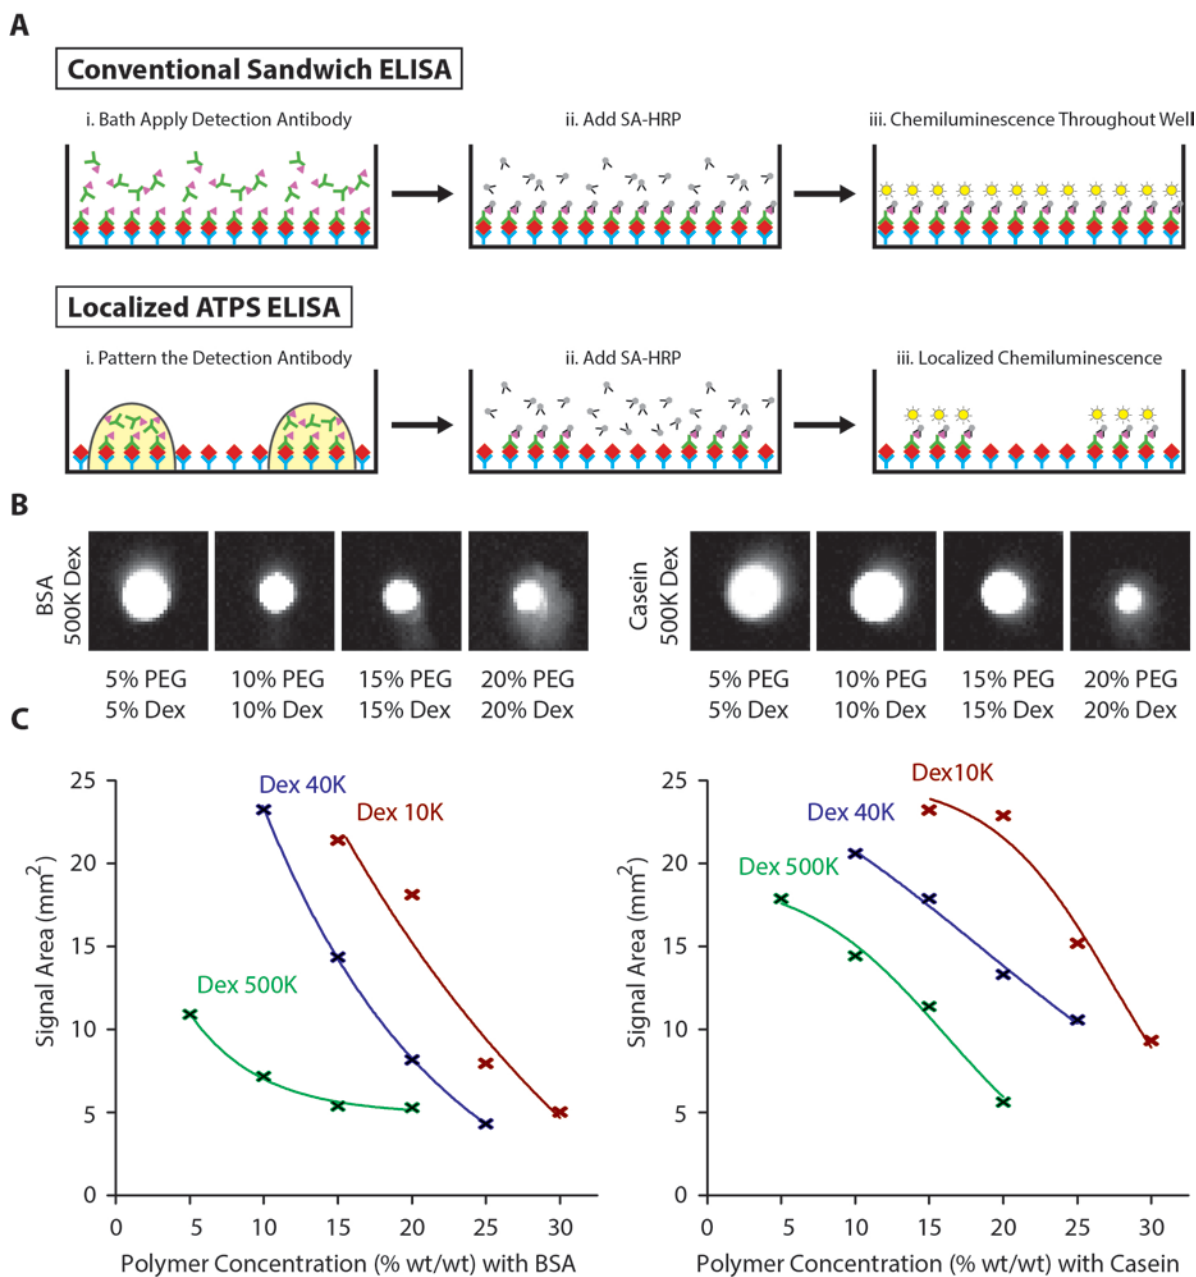 A
Conventional Sandwich ELISA
i. Bath Apply Detection Antibody
ii. Add SA-HRP
iii. Chemiluminescence Throughout Well
Localized ATPS ELISA
i. Pattern the Detection Antibody
ii. Add SA-HRP
iii. Localized Chemiluminescence
B
BSA
500K Dex
5% PEG
5% Dex
10% PEG
10% Dex
15% PEG
15% Dex
20% PEG
20% Dex
Casein
500K Dex
5% PEG
5% Dex
10% PEG
10% Dex
15% PEG
15% Dex
20% PEG
20% Dex
C
Signal Area (mm²)
25
20
15
10
5
0
Dex 40K
Dex 10K
Dex 500K
0 5 10 15 20 25 30
Polymer Concentration (% wt/wt) with BSA
Signal Area (mm²)
25
20
15
10
5
0
Dex10K
Dex 40K
Dex 500K
0 5 10 15 20 25 30
Polymer Concentration (% wt/wt) with Casein